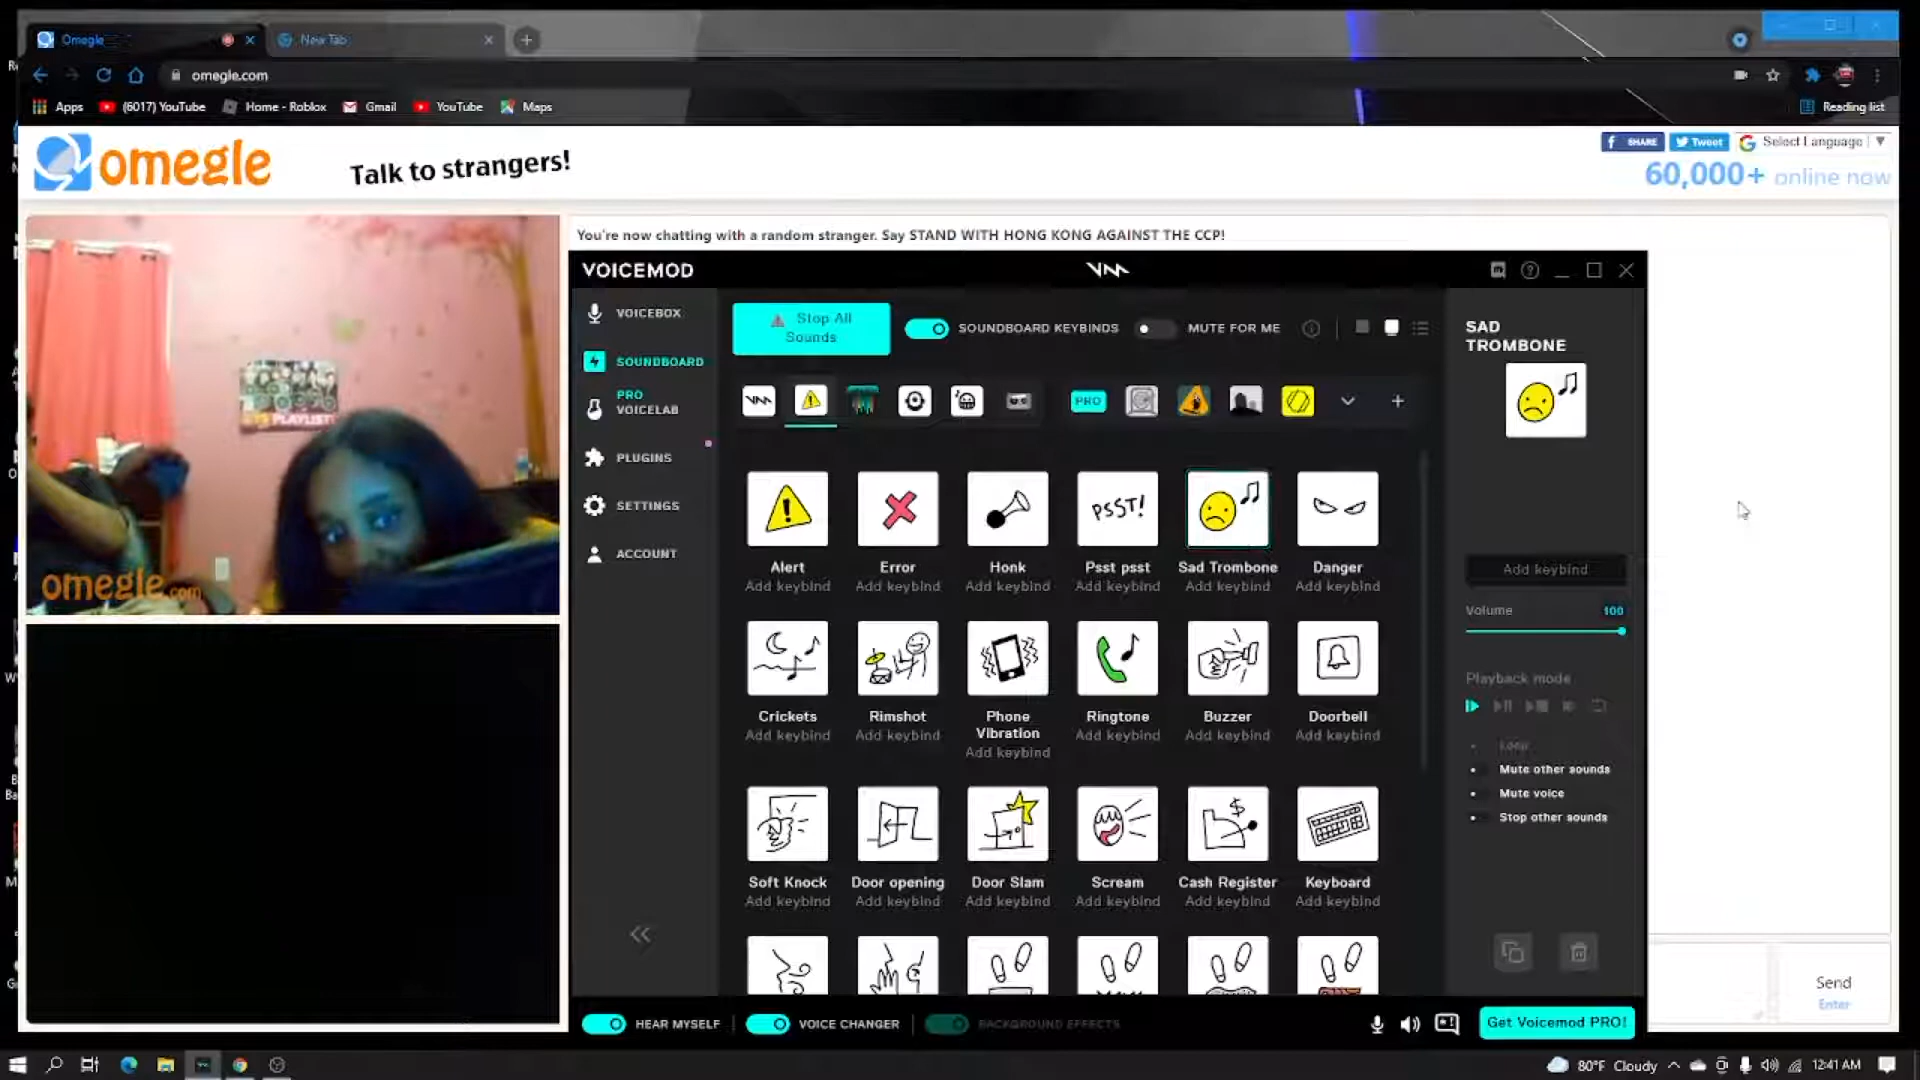 Omegle
New Tab
omegle.com
Apps
(6017) YouTube
Home - Roblox
Gmail
YouTube
Maps
Reading list
omegle
Talk to strangers!
SHARE
Tweet
Select Language
60,000+ online now
You're now chatting with a random stranger. Say STAND WITH HONG KONG AGAINST THE CCP!
VOICEMOD
VOICEBOX
SOUNDBOARD
PRO
VOICELAB
PLUGINS
SETTINGS
ACCOUNT
Stop All
Sounds
SOUNDBOARD KEYBINDS
MUTE FOR ME
PRO
SAD
TROMBONE
PSST!
Alert
Error
Honk
Psst psst
Sad Trombone
Danger
Add keybind
Add keybind
Add keybind
Add keybind
Add keybind
Add keybind
Add keybind
Volume
100
Crickets
Rimshot
Phone
Vibration
Ringtone
Buzzer
Doorbell
Add keybind
Add keybind
Add keybind
Add keybind
Add keybind
Add keybind
Playback mode
Loop
Mute other sounds
Mute voice
Stop other sounds
Soft Knock
Door opening
Door Slam
Scream
Cash Register
Keyboard
Add keybind
Add keybind
Add keybind
Add keybind
Add keybind
Add keybind
PLAYLIST
omegle.com
HEAR MYSELF
VOICE CHANGER
BACKGROUND EFFECTS
Get Voicemod PRO!
Send
Enter
80°F Cloudy
12:41 AM